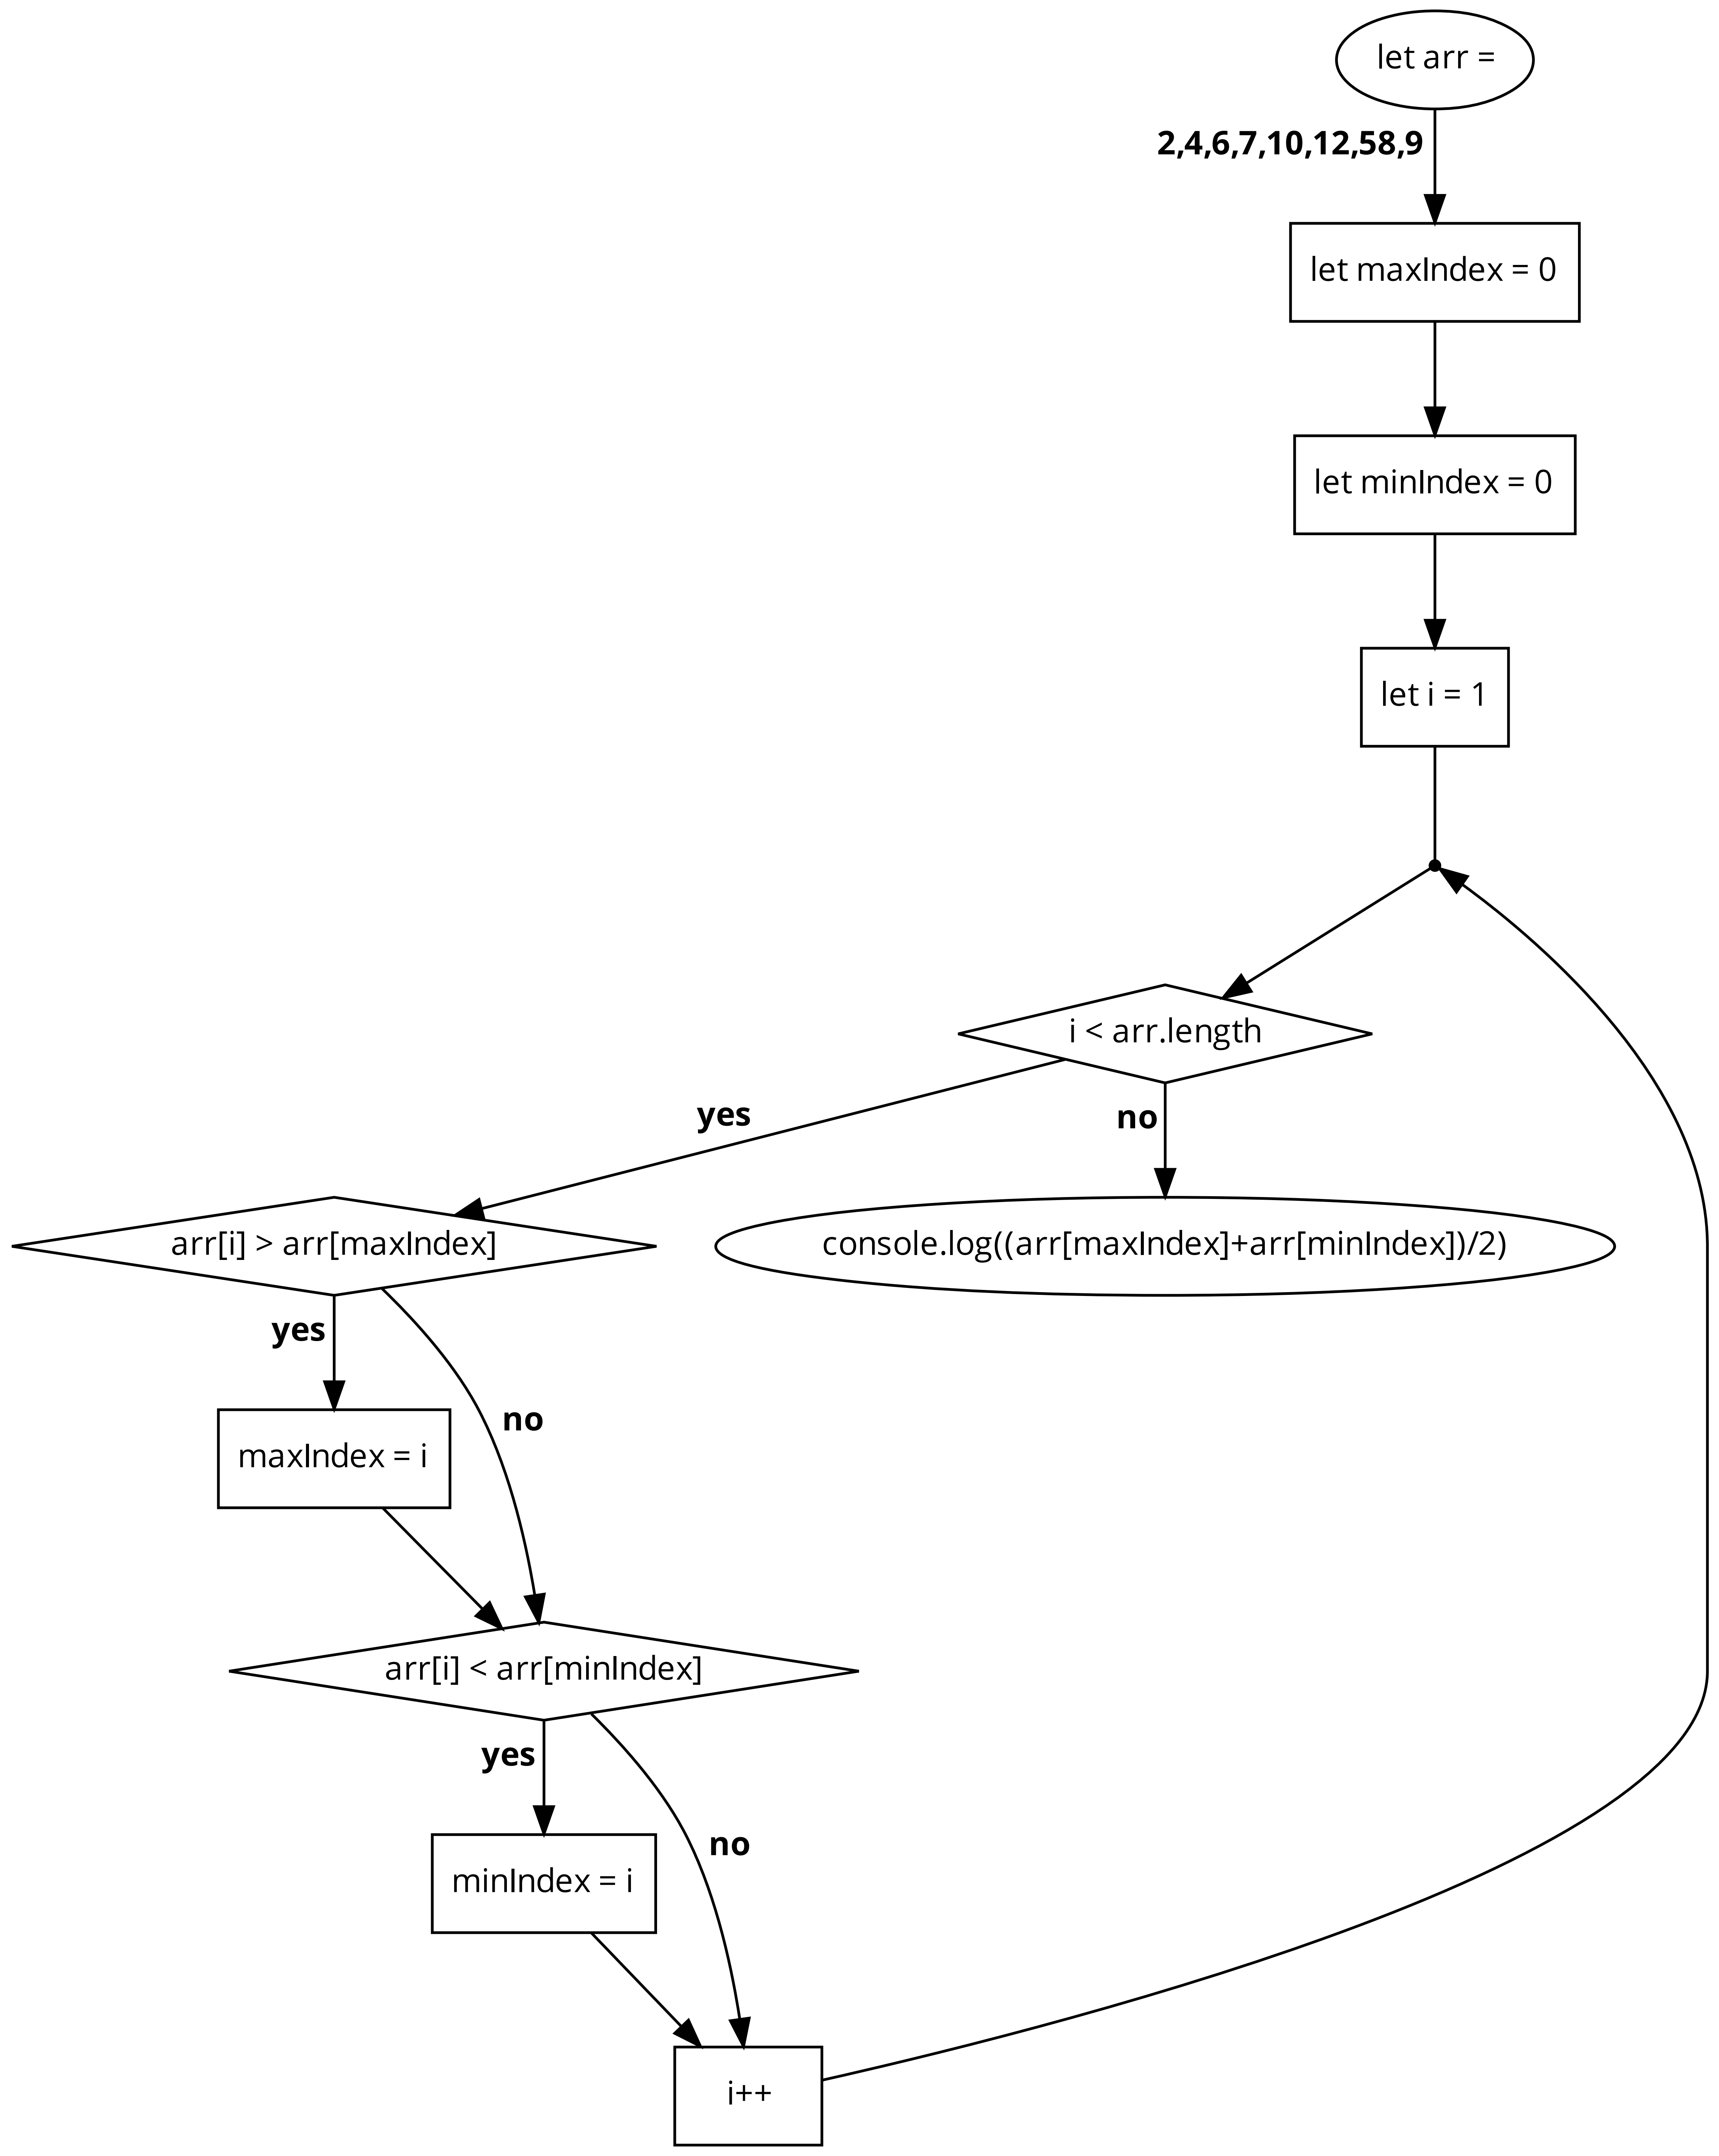 let arr =
2,4,6,7,10,12,58,9
let maxIndex = 0
let minIndex = 0
let i = 1
i < arr.length
yes
no
arr[i] > arr[maxIndex]
console.log((arr[maxIndex]+arr[minIndex])/2)
yes
no
maxIndex = i
arr[i] < arr[minIndex]
yes
no
minIndex = i
i++